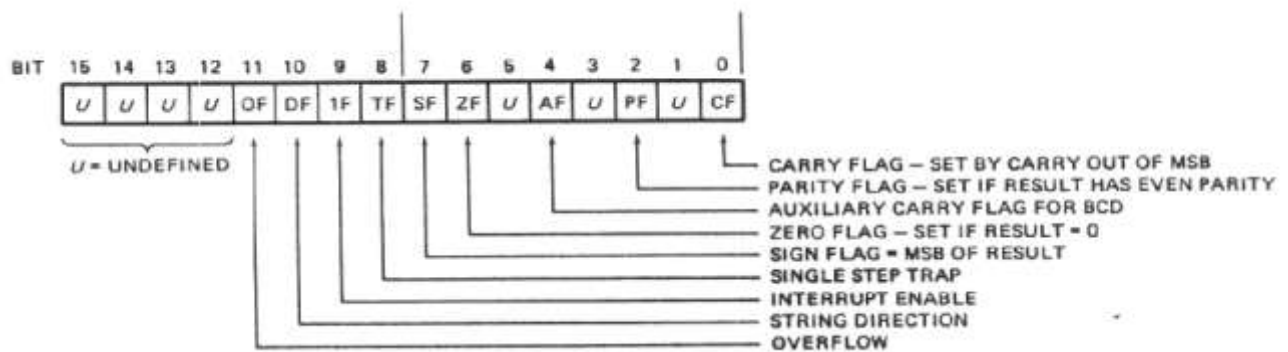 BIT 15 14 13 12 11 10 9 8 7 6 5 4 3 2 1 0
U U U U OF DF 1F TF SF ZF U AF U PF U CF
U = UNDEFINED
CARRY FLAG – SET BY CARRY OUT OF MSB
PARITY FLAG – SET IF RESULT HAS EVEN PARITY
AUXILIARY CARRY FLAG FOR BCD
ZERO FLAG – SET IF RESULT = 0
SIGN FLAG = MSB OF RESULT
SINGLE STEP TRAP
INTERRUPT ENABLE
STRING DIRECTION
OVERFLOW